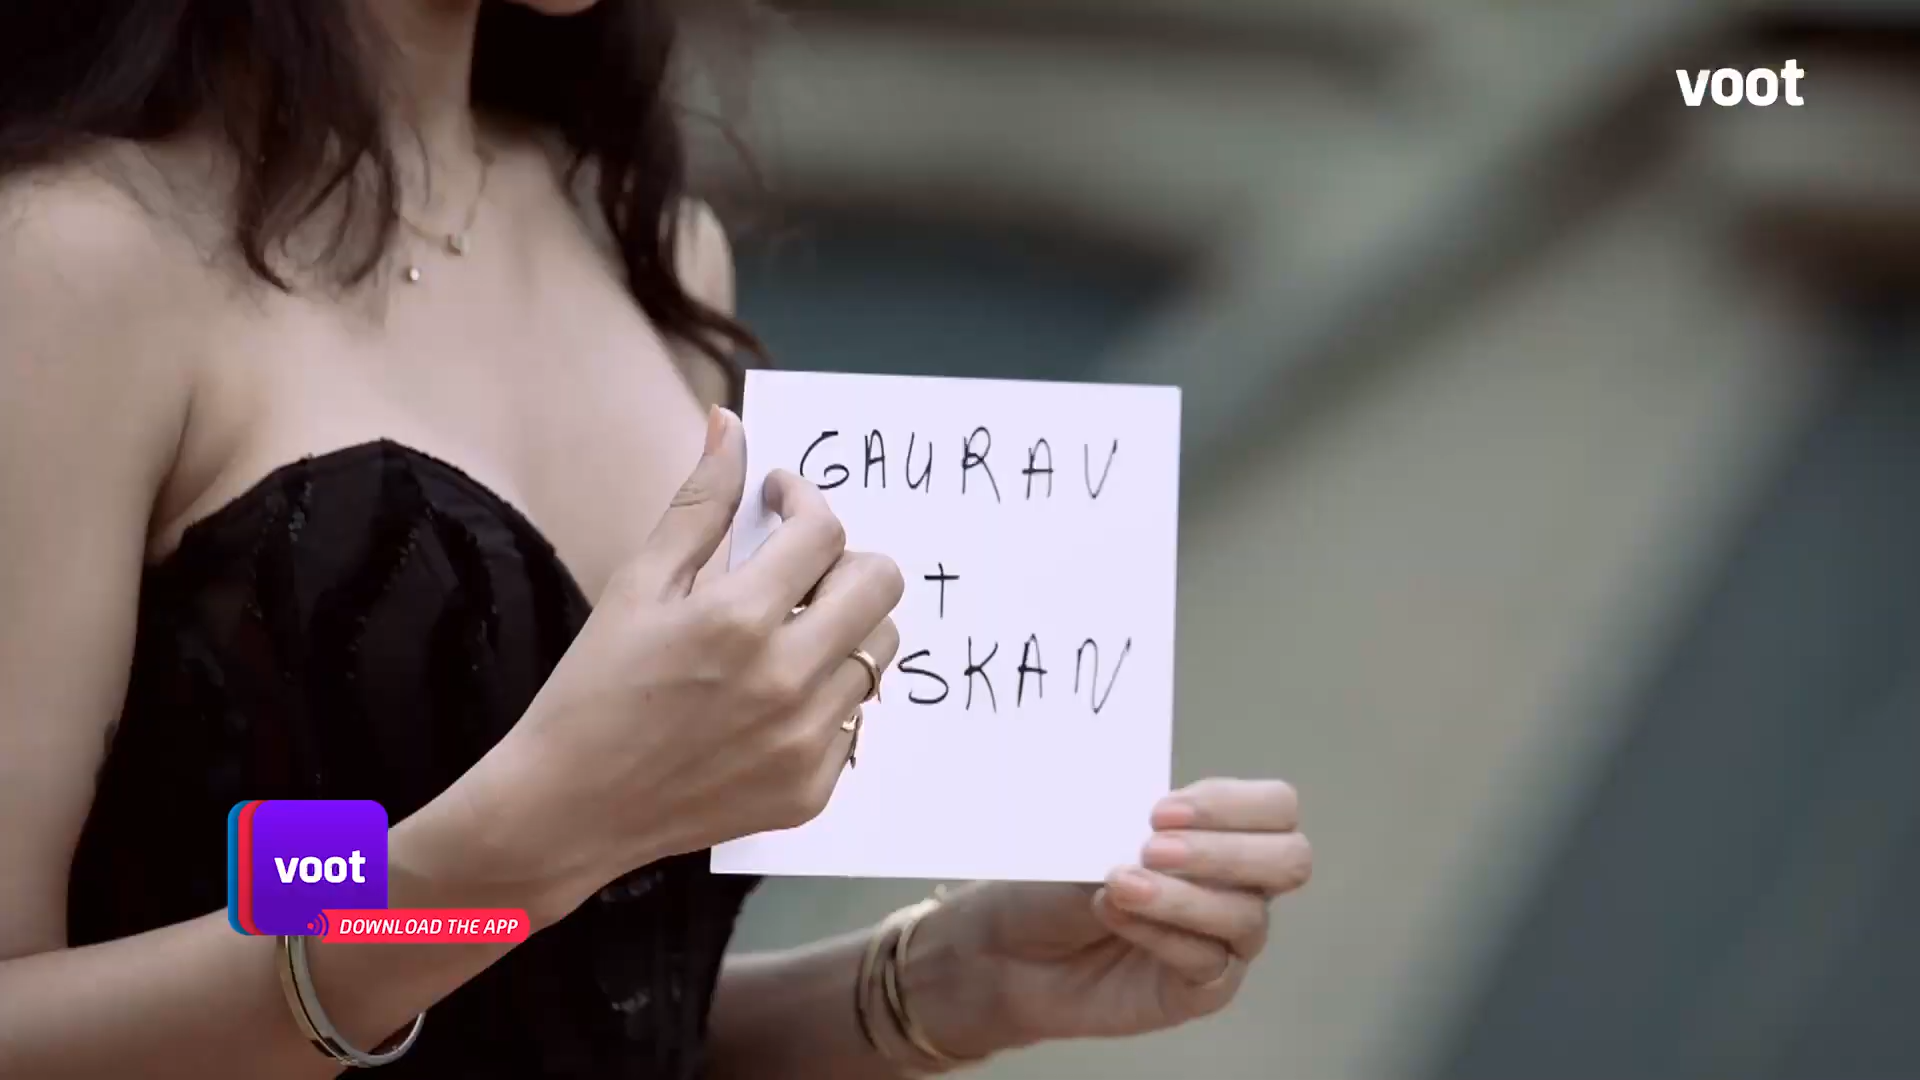 voot
GAURAV
+
SKAN
voot
DOWNLOAD THE APP